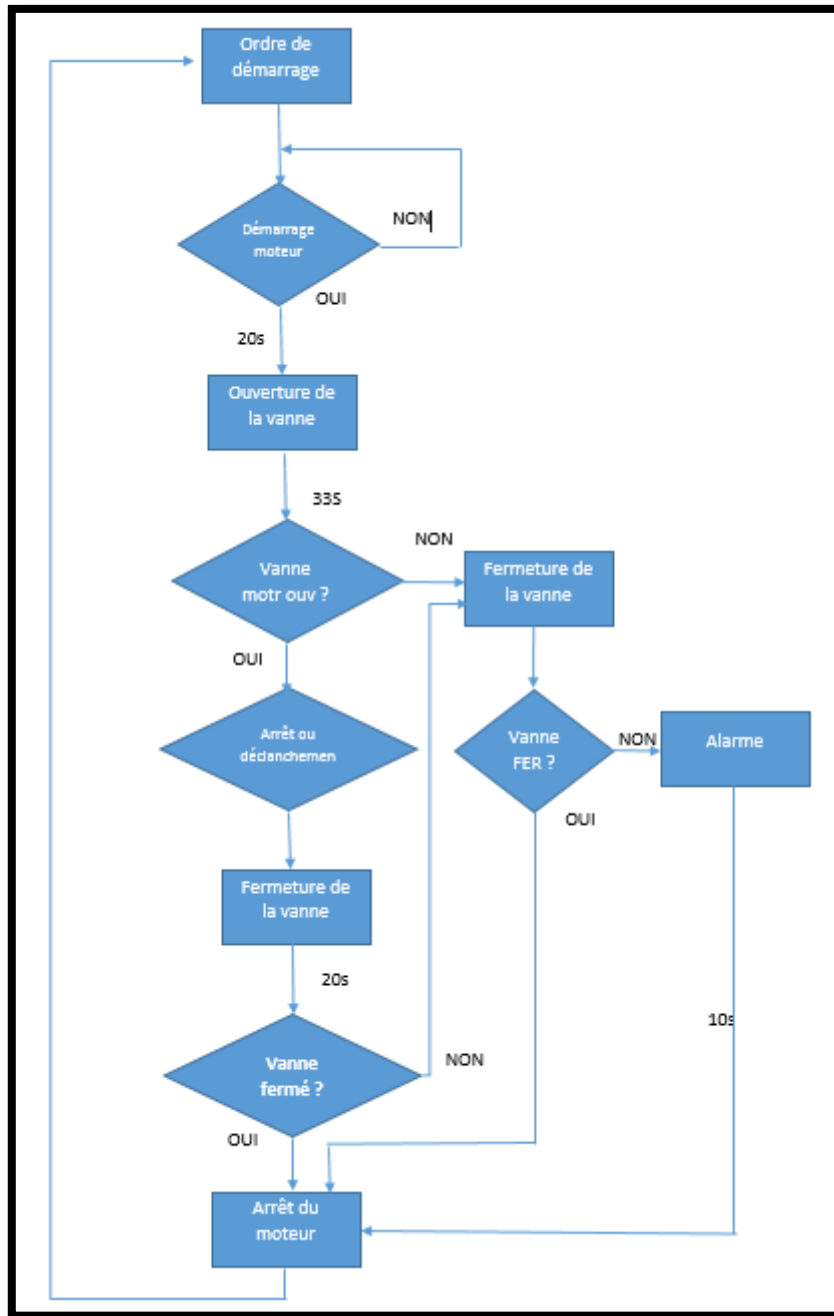 Ordre de
démarrage
NON
Démarrage
moteur
OUI
20s
Ouverture de
la vanne
33S
NON
Vanne
motr ouv ?
Fermeture de
la vanne
OUI
Arrêt ou
déclanchemen
Vanne
FER ?
NON
Alarme
OUI
Fermeture de
la vanne
20s
10s
Vanne
fermé ?
NON
OUI
Arrêt du
moteur